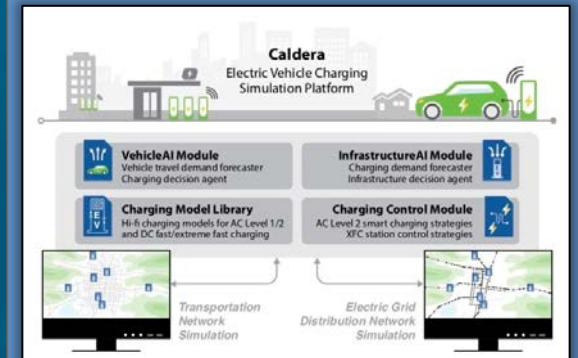 Caldera
Electric Vehicle Charging
Simulation Platform
VehicleAI Module
Vehicle travel demand forecaster
Charging decision agent
InfrastructureAI Module
Charging demand forecaster
Infrastructure decision agent
Charging Model Library
Hi-fi charging models for AC Level 1/2
and DC fast/extreme fast charging
EV
Charging Control Module
AC Level 2 smart charging strategies
XFC station control strategies
Transportation
Network
Simulation
Electric Grid
Distribution Network
Simulation